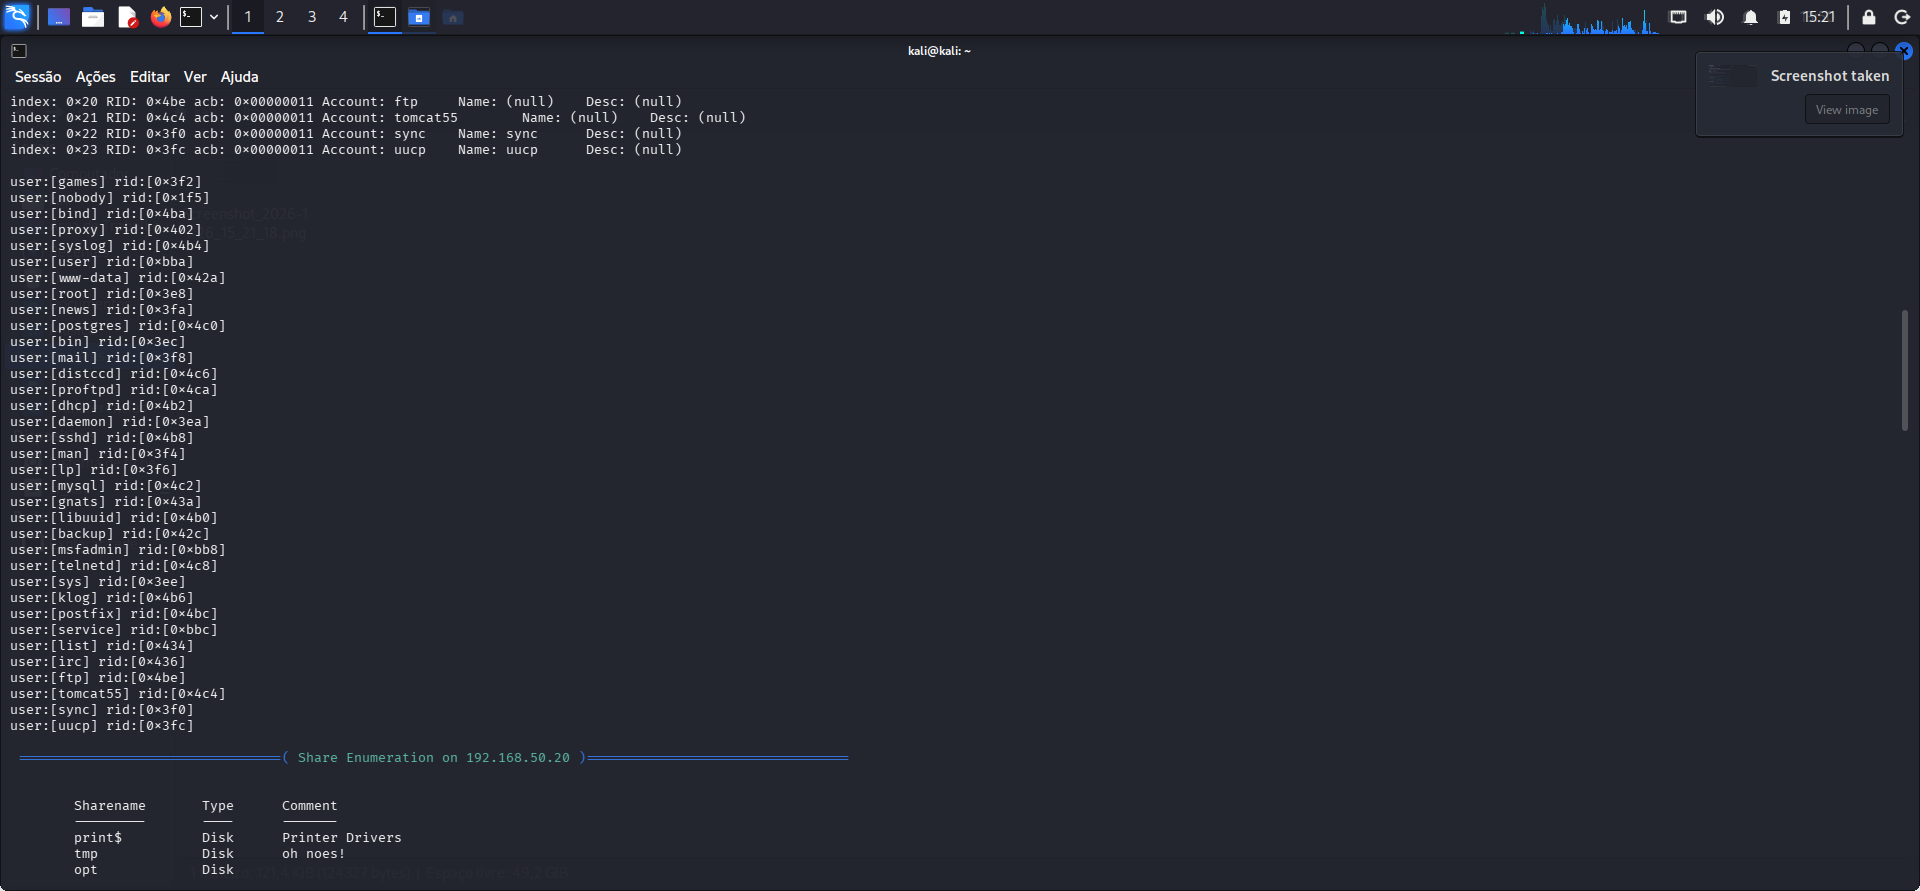 1 2 3 4 15:21
kali@kali: ~
Sessão Ações Editar Ver Ajuda
Screenshot taken
View image
index: 0×20 RID: 0×4be acb: 0×00000011 Account: ftp Name: (null) Desc: (null)
index: 0×21 RID: 0×4c4 acb: 0×00000011 Account: tomcat55 Name: (null) Desc: (null)
index: 0×22 RID: 0×3f0 acb: 0×00000011 Account: sync Name: sync Desc: (null)
index: 0×23 RID: 0×3fc acb: 0×00000011 Account: uucp Name: uucp Desc: (null)
user:[games] rid:[0×3f2]
user:[nobody] rid:[0×1f5]
user:[bind] rid:[0×4ba]
user:[proxy] rid:[0×402]
user:[syslog] rid:[0×4b4]
user:[user] rid:[0×bba]
user:[www-data] rid:[0×42a]
user:[root] rid:[0×3e8]
user:[news] rid:[0×3fa]
user:[postgres] rid:[0×4c0]
user:[bin] rid:[0×3ec]
user:[mail] rid:[0×3f8]
user:[distccd] rid:[0×4c6]
user:[proftpd] rid:[0×4ca]
user:[dhcp] rid:[0×4b2]
user:[daemon] rid:[0×3ea]
user:[sshd] rid:[0×4b8]
user:[man] rid:[0×3f4]
user:[lp] rid:[0×3f6]
user:[mysql] rid:[0×4c2]
user:[gnats] rid:[0×43a]
user:[libuuid] rid:[0×4b0]
user:[backup] rid:[0×42c]
user:[msfadmin] rid:[0×bb8]
user:[telnetd] rid:[0×4c8]
user:[sys] rid:[0×3ee]
user:[klog] rid:[0×4b6]
user:[postfix] rid:[0×4bc]
user:[service] rid:[0×bbc]
user:[list] rid:[0×434]
user:[irc] rid:[0×436]
user:[ftp] rid:[0×4be]
user:[tomcat55] rid:[0×4c4]
user:[sync] rid:[0×3f0]
user:[uucp] rid:[0×3fc]
( Share Enumeration on 192.168.50.20 )
Sharename Type Comment
print$ Disk Printer Drivers
tmp Disk oh noes!
opt Disk